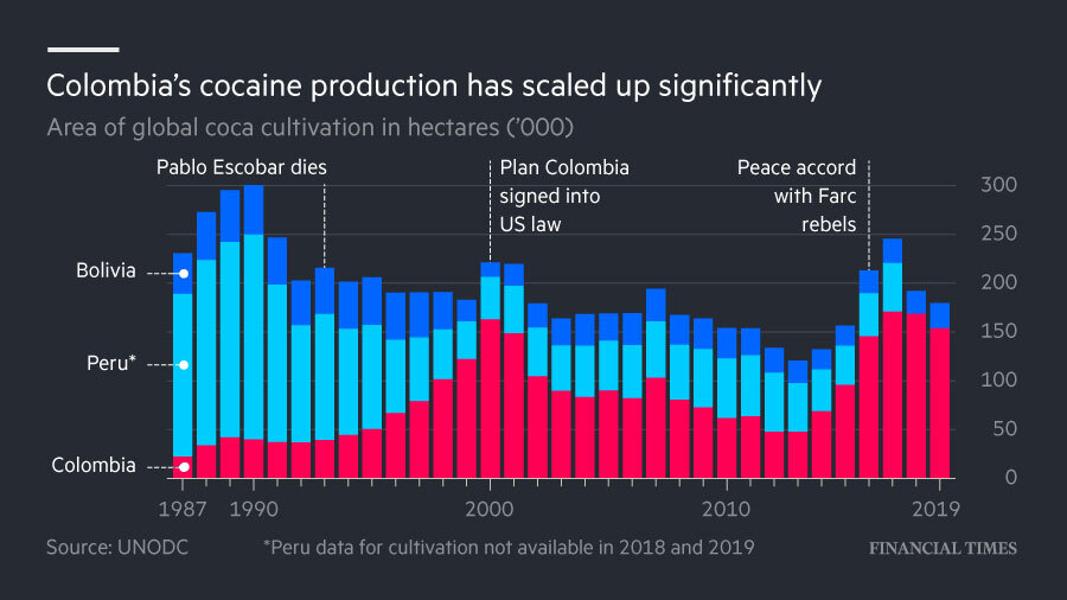 Colombia's cocaine production has scaled up significantly
Area of global coca cultivation in hectares ('000)
Pablo Escobar dies
Plan Colombia
signed into
US law
Peace accord
with Farc
rebels
300
250
200
150
100
50
0
Bolivia
Peru*
Colombia
1987 1990 2000 2010 2019
Source: UNODC
*Peru data for cultivation not available in 2018 and 2019
FINANCIAL TIMES